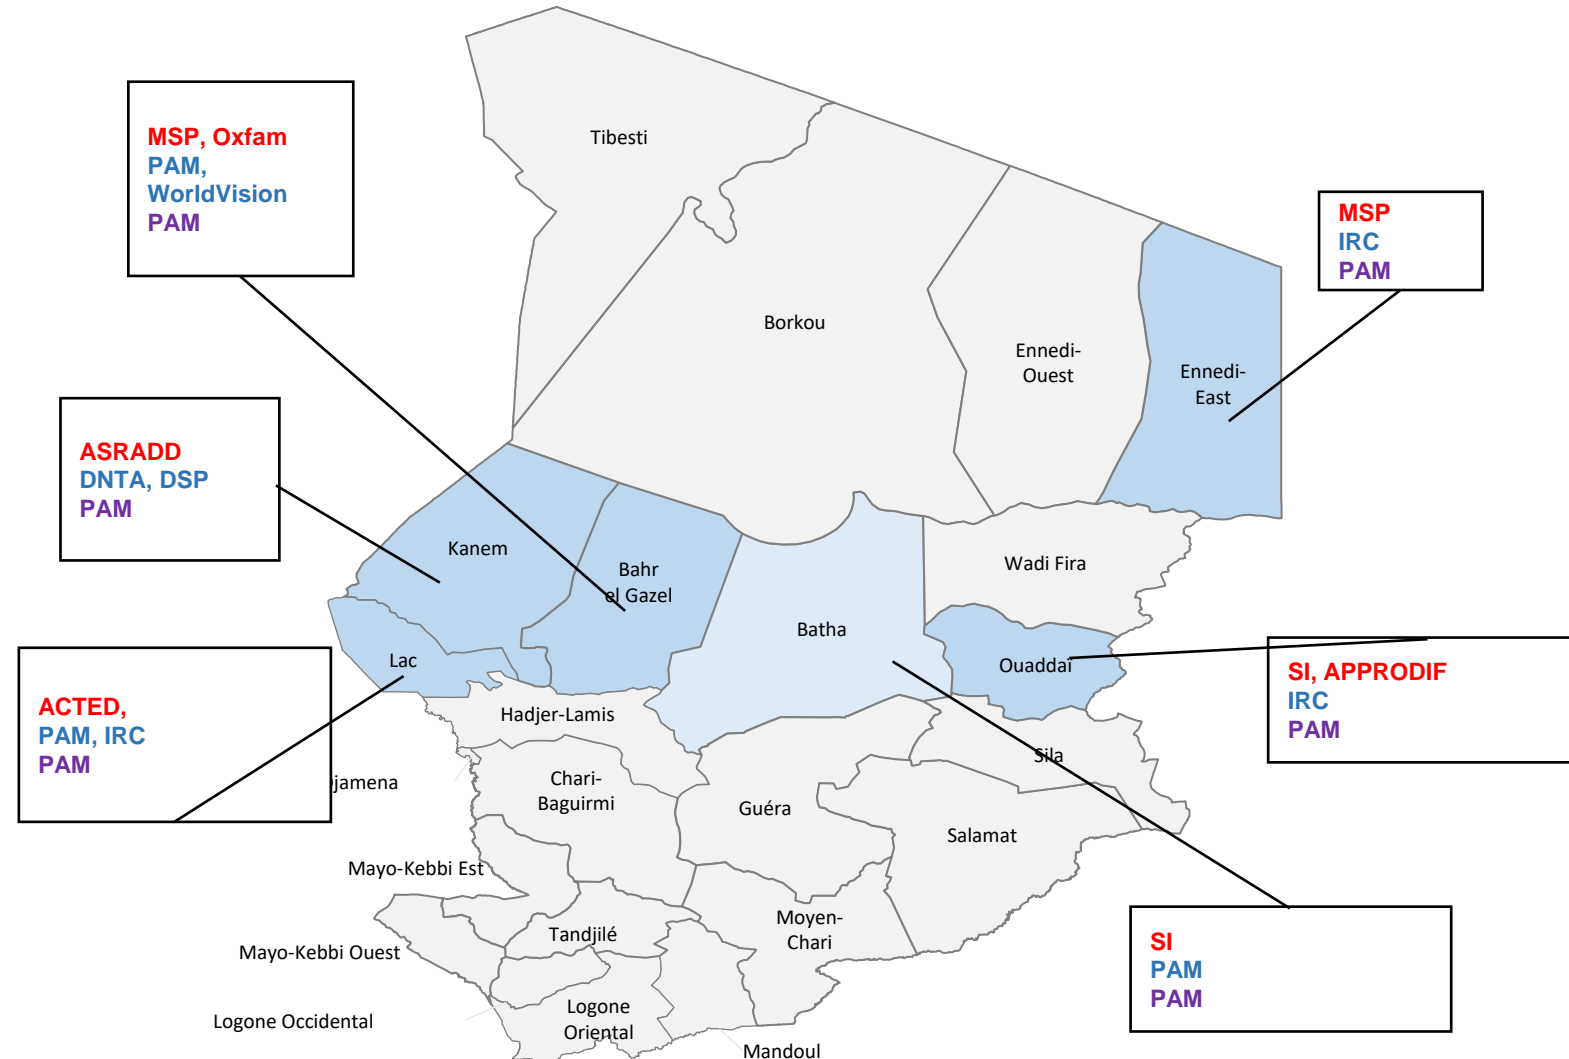 Tibesti
MSP, Oxfam
PAM,
WorldVision
PAM
MSP
IRC
PAM
Borkou
Ennedi-
Ouest
Ennedi-
East
ASRADD
DNTA, DSP
PAM
Kanem
Bahr
el Gazel
Wadi Fira
Batha
Lac
Ouaddaï
SI, APPRODIF
IRC
PAM
ACTED,
PAM, IRC
PAM
Hadjer-Lamis
Sila
djamena
Chari-
Baguirmi
Guéra
Salamat
Mayo-Kebbi Est
Moyen-
Chari
Tandjilé
Mayo-Kebbi Ouest
SI
PAM
PAM
Logone
Oriental
Logone Occidental
Mandoul